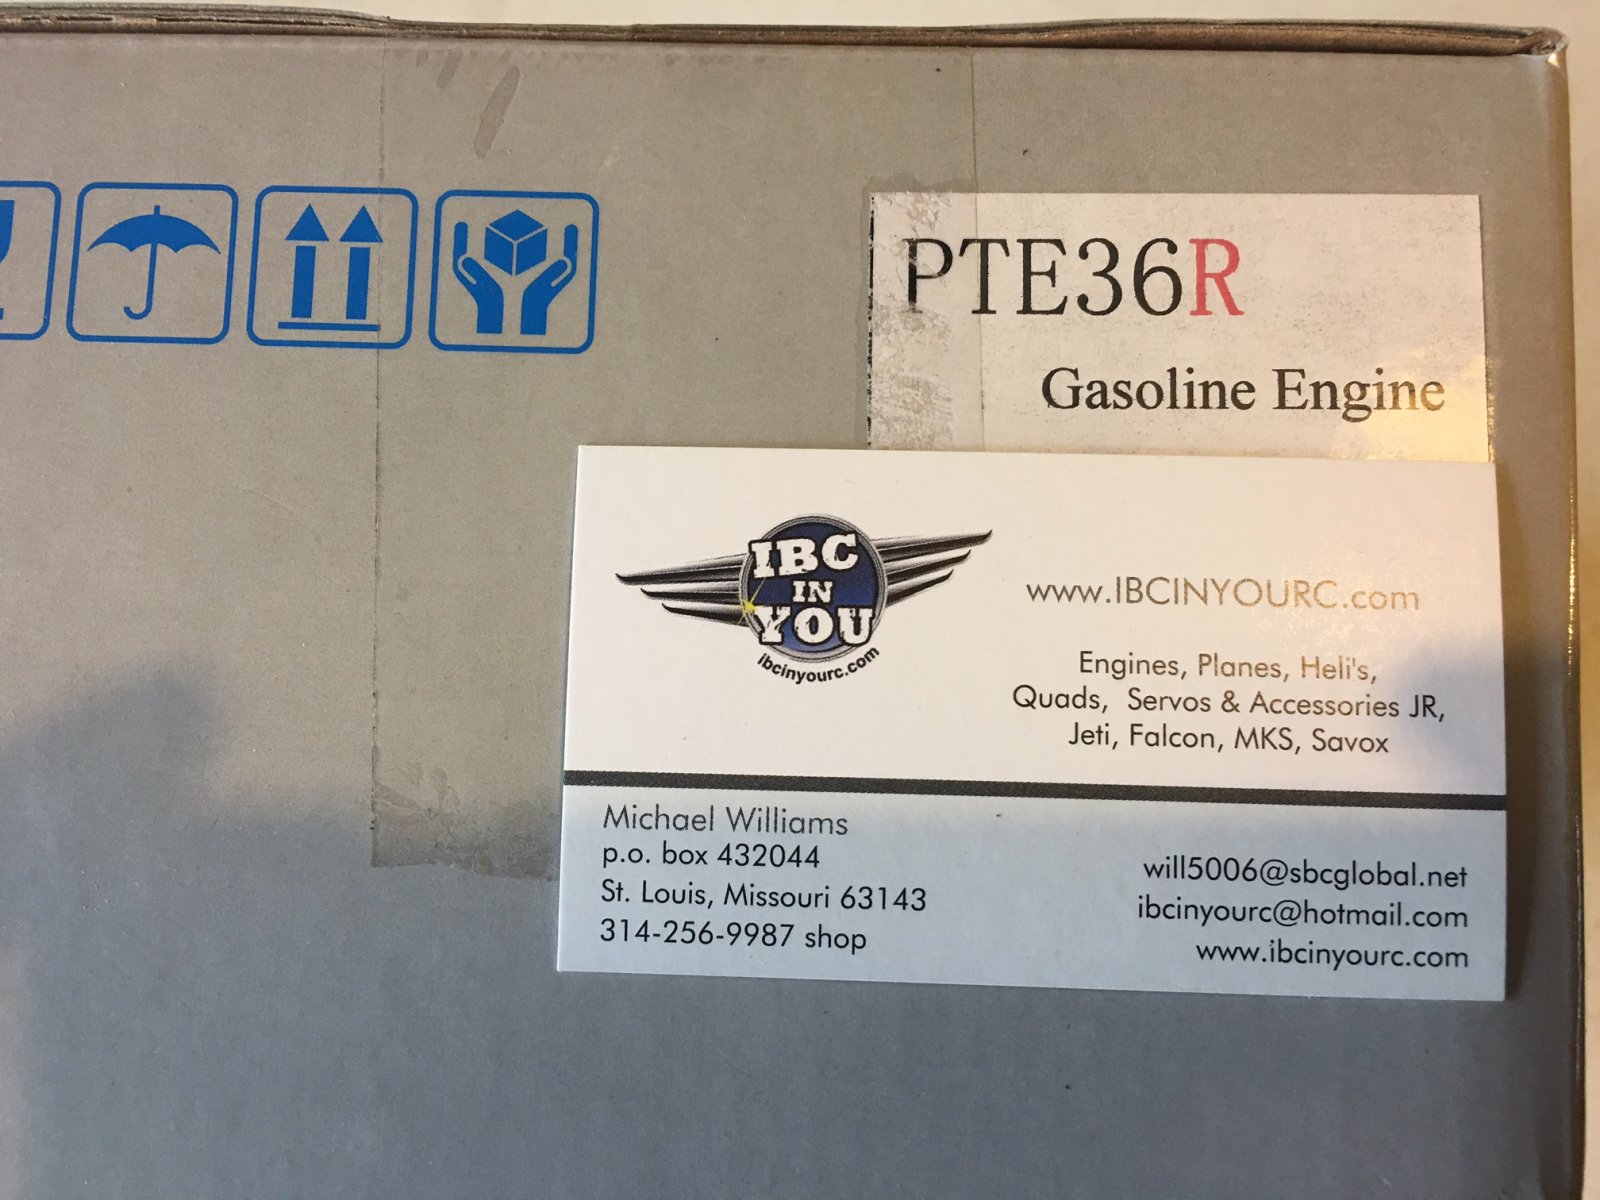 PTE36R
Gasoline Engine
IBC
IN
YOU
ibcinyourc.com
www.IBCINYOURC.com
Engines, Planes, Heli's,
Quads, Servos & Accessories JR,
Jeti, Falcon, MKS, Savox
Michael Williams
p.o. box 432044
St. Louis, Missouri 63143
314-256-9987 shop
will5006@sbcglobal.net
ibcinyourc@hotmail.com
www.ibcinyourc.com